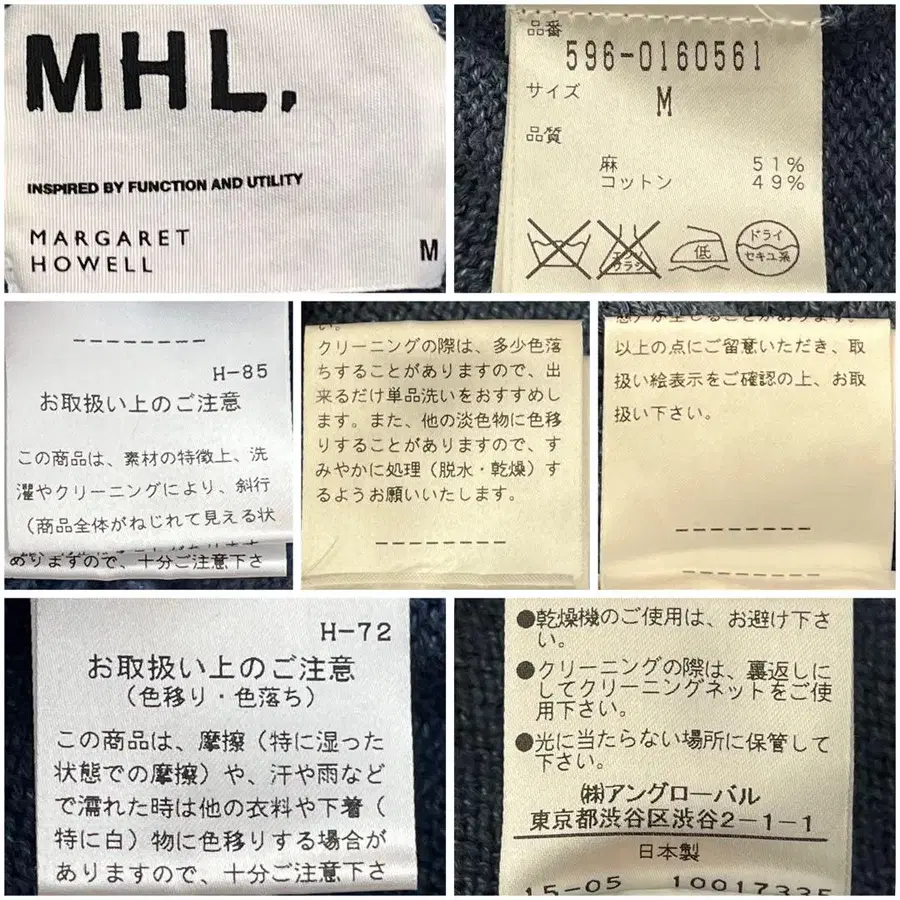 MHL.
INSPIRED BY FUNCTION AND UTILITY
MARGARET
HOWELL
M
品番
596-0160561
サイズ
M
品質
麻 51%
コットン 49%
低
ドライ
セキユ系
H-85
お取扱い上のご注意
この商品は、素材の特徴上、洗
濯やクリーニングにより、斜行
(商品全体がねじれて見える状
ありますので、十分ご注意下さ
い。
クリーニングの際は、多少色落
ちすることがありますので、出
来るだけ単品洗いをおすすめし
ます。また、他の淡色物に色移
りすることがありますので、す
みやかに処理(脱水・乾燥)す
るようお願いいたします。
以上の点にご留意いただき、取
扱い絵表示をご確認の上、お取
扱い下さい。
H-72
お取扱い上のご注意
(色移り・色落ち)
この商品は、摩擦(特に湿った
状態での摩擦)や、汗や雨など
で濡れた時は他の衣料や下着(
特に白)物に色移りする場合が
ありますので、十分ご注意下さ
●乾燥機のご使用は、お避け下さ
い。
●クリーニングの際は、裏返しに
してクリーニングネットをご使
用下さい。
●光に当たらない場所に保管して
下さい。
㈱アングローバル
東京都渋谷区渋谷2-1-1
日本製
15-05 10017335